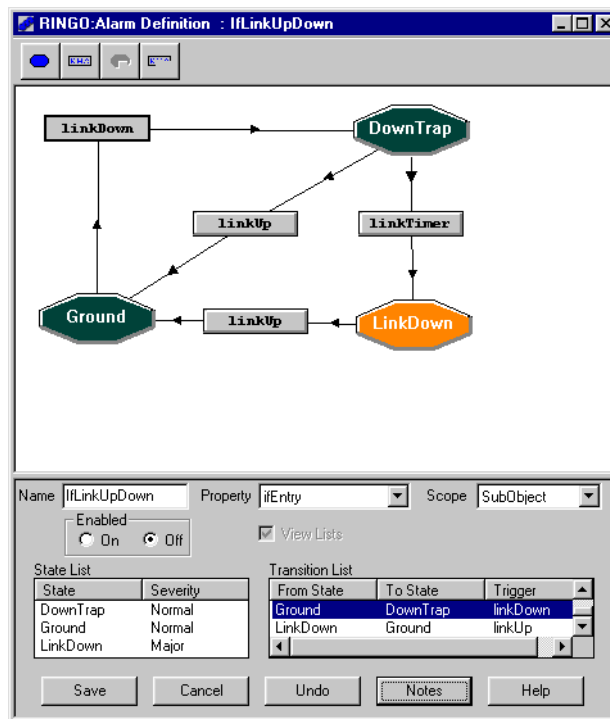 RINGO:Alarm Definition : IfLinkUpDown
linkDown
DownTrap
linkUp
linkTimer
Ground
linkUp
LinkDown
Name IfLinkUpDown Property ifEntry Scope SubObject
Enabled
On Off View Lists
State List Transition List
State Severity From State To State Trigger
DownTrap Normal Ground DownTrap linkDown
Ground Normal LinkDown Ground linkUp
LinkDown Major
Save Cancel Undo Notes Help